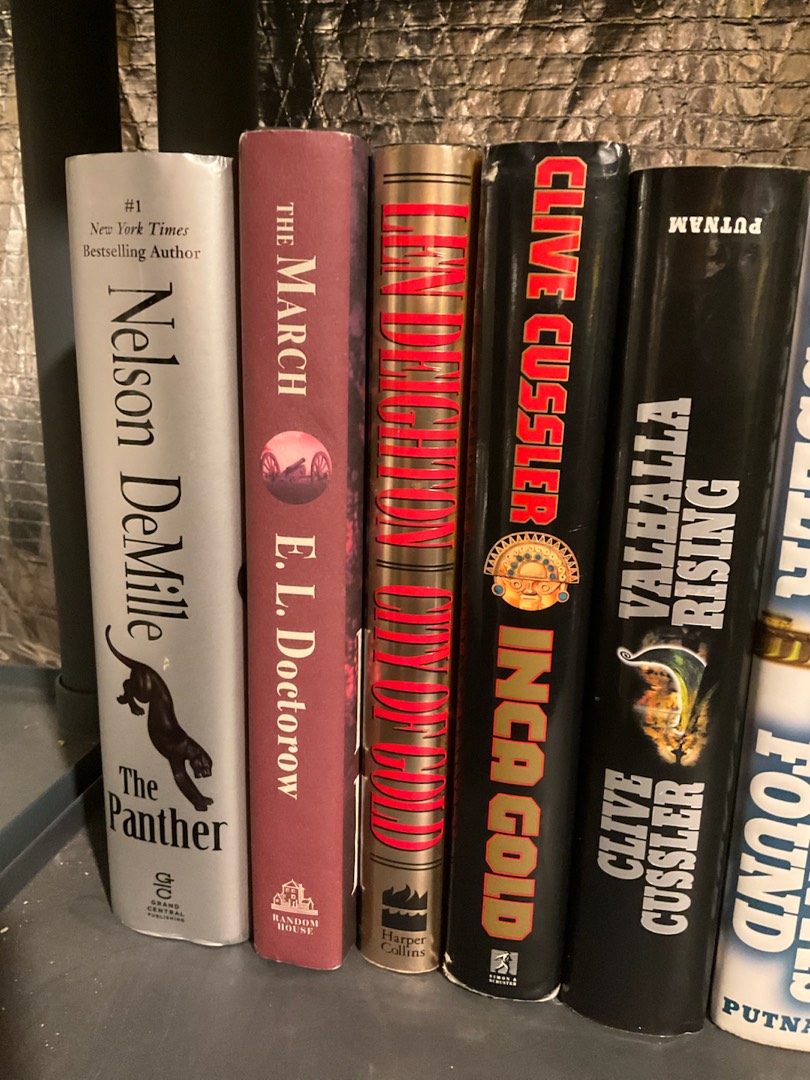 #1
New York Times
Bestselling Author
Nelson DeMille
The
Panther
GRAND
CENTRAL
PUBLISHING
THE MARCH
E. L. Doctorow
RANDOM
HOUSE
LEN DEIGHTON CITY OF GOLD
Harper
Collins
CLIVE CUSSLER
INCA GOLD
SIMON &
SCHUSTER
PUTNAM
VALHALLA
RISING
CLIVE
CUSSLER
FOUND